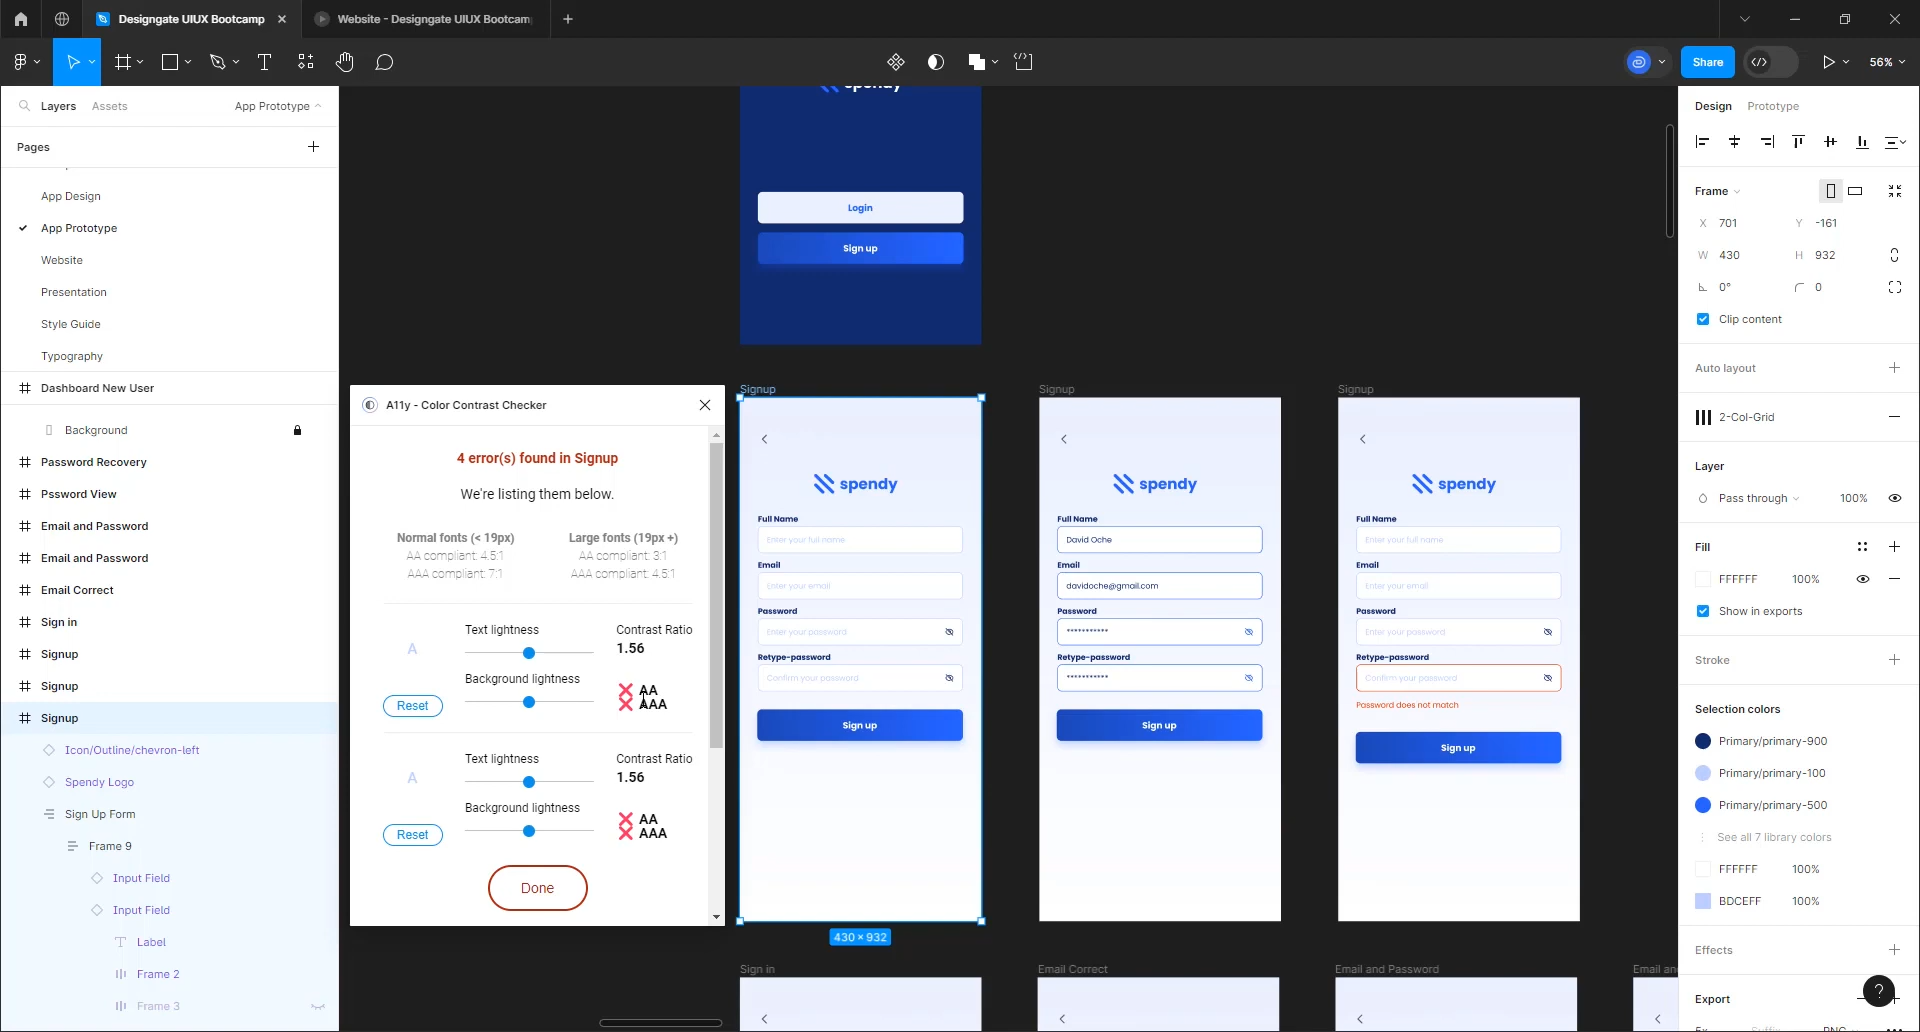 Designgate UIUX Bootcamp
Website - Designgate UIUX Bootcam
Share
56%
Layers
Assets
App Prototype
Pages
App Design
App Prototype
Website
Presentation
Style Guide
Typography
Dashboard New User
Background
Password Recovery
Pssword View
Email and Password
Email and Password
Email Correct
Sign in
Signup
Signup
Signup
Icon/Outline/chevron-left
Spendy Logo
Sign Up Form
Frame 9
Input Field
Input Field
Label
Frame 2
Frame 3
spendy
Login
Sign up
A11y - Color Contrast Checker
4 error(s) found in Signup
We're listing them below.
Normal fonts (< 19px)
AA compliant: 4.5:1
AAA compliant: 7:1
Large fonts (19px +)
AA compliant: 3:1
AAA compliant: 4.5:1
A
Reset
Text lightness
Background lightness
Contrast Ratio
1.56
AA
AAA
A
Reset
Text lightness
Background lightness
Contrast Ratio
1.56
AA
AAA
Done
Signup
spendy
Full Name
Enter your full name
Email
Enter your email
Password
Enter your password
Retype-password
Confirm your password
Sign up
430 × 932
Signup
spendy
Full Name
David Oche
Email
davidoche@gmail.com
Password
***********
Retype-password
***********
Sign up
Signup
spendy
Full Name
Enter your full name
Email
Enter your email
Password
Enter your password
Retype-password
Confirm your password
Password does not match
Sign up
Sign in
Email Correct
Email and Password
Email an
Design
Prototype
Frame
X 701
Y -161
W 430
H 932
0°
0
Clip content
Auto layout
2-Col-Grid
Layer
Pass through
100%
Fill
FFFFFF 100%
Show in exports
Stroke
Selection colors
Primary/primary-900
Primary/primary-100
Primary/primary-500
See all 7 library colors
FFFFFF 100%
BDCEFF 100%
Effects
Export
?